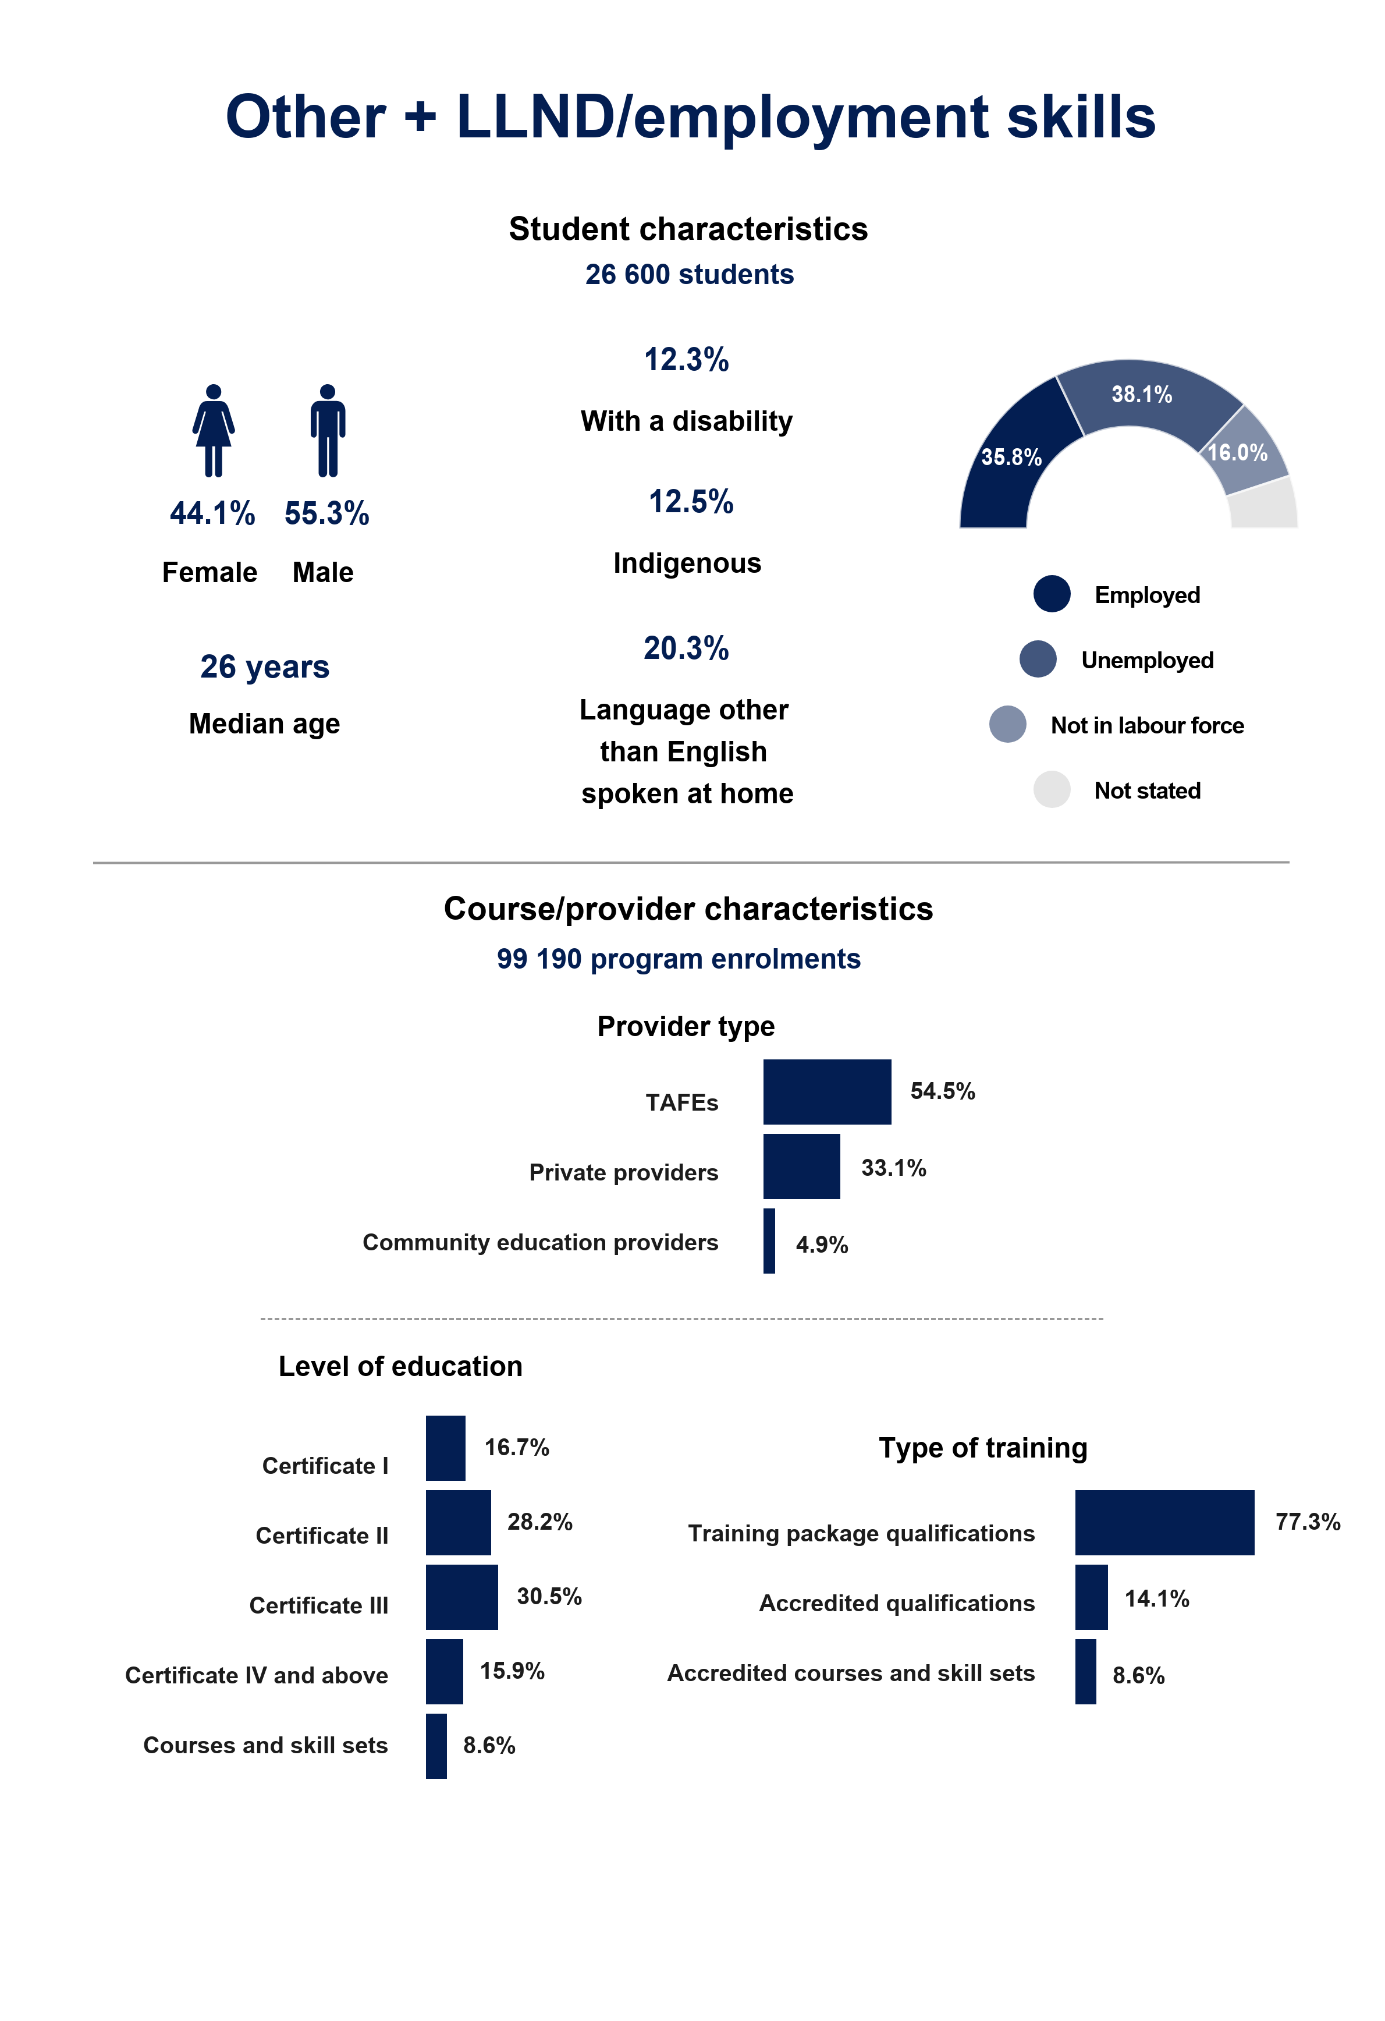 Other + LLND/employment skills
Student characteristics
26 600 students
44.1%
55.3%
Female
Male
26 years
Median age
12.3%
With a disability
12.5%
Indigenous
20.3%
Language other
than English
spoken at home
35.8%
38.1%
16.0%
Employed
Unemployed
Not in labour force
Not stated
Course/provider characteristics
99 190 program enrolments
Provider type
TAFEs
54.5%
Private providers
33.1%
Community education providers
4.9%
Level of education
Certificate I
16.7%
Certificate II
28.2%
Certificate III
30.5%
Certificate IV and above
15.9%
Courses and skill sets
8.6%
Type of training
Training package qualifications
77.3%
Accredited qualifications
14.1%
Accredited courses and skill sets
8.6%